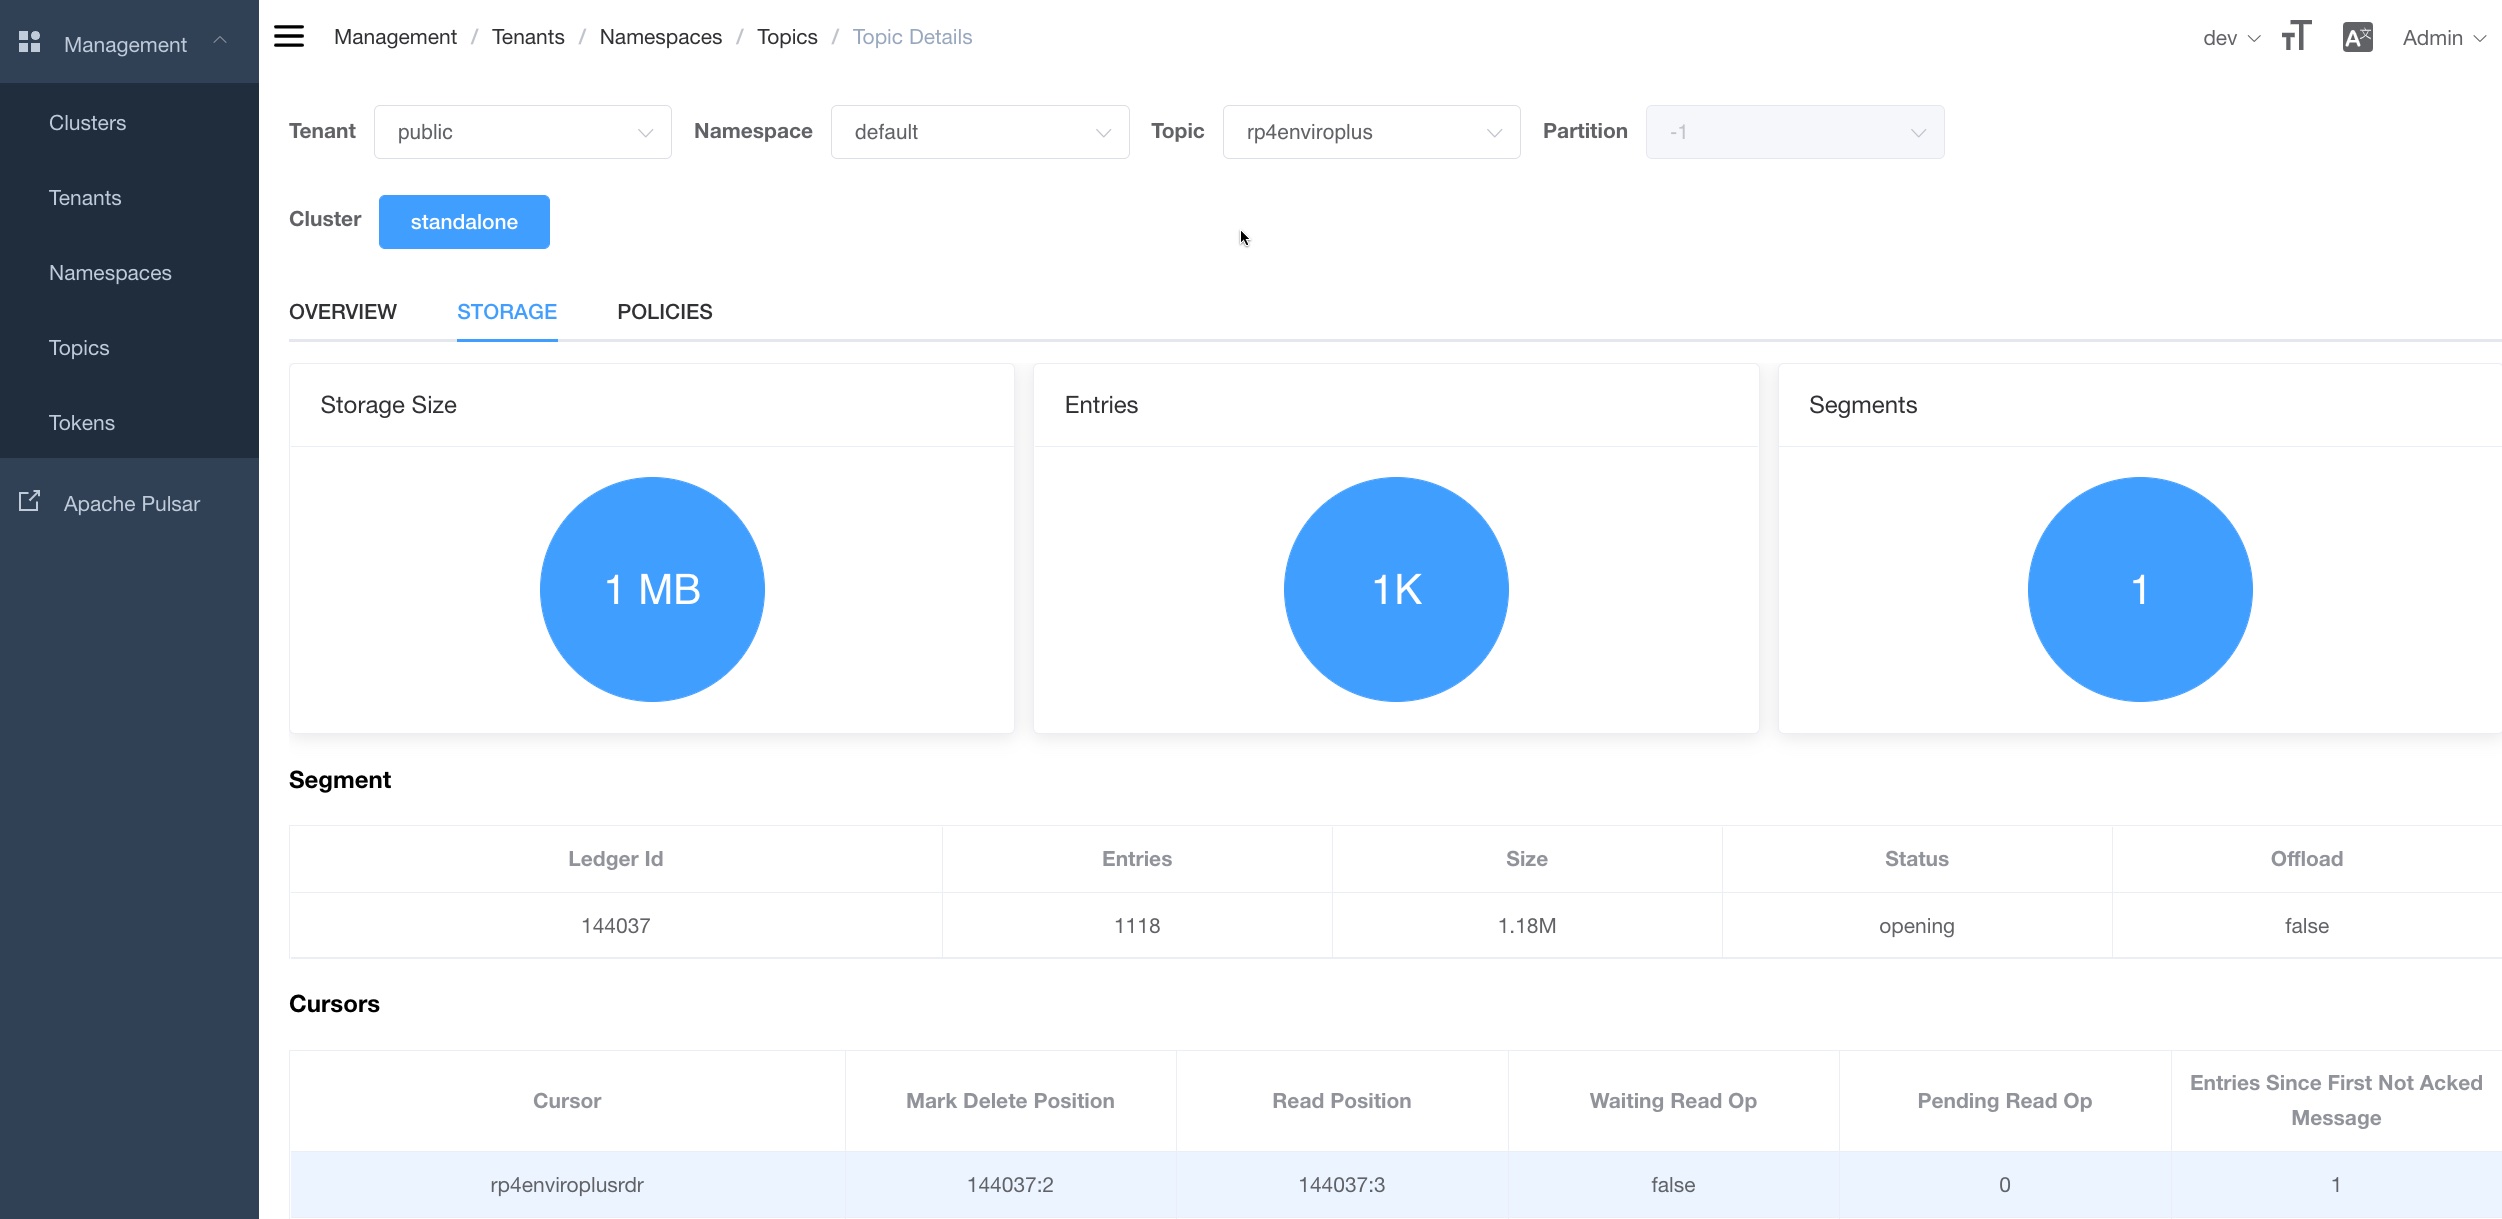 Management
Clusters
Tenants
Namespaces
Topics
Tokens
Apache Pulsar
Management / Tenants / Namespaces / Topics / Topic Details
dev
Admin
Tenant public Namespace default Topic rp4enviroplus Partition -1
Cluster standalone
OVERVIEW STORAGE POLICIES
Storage Size
1 MB
Entries
1K
Segments
1
Segment
Ledger Id Entries Size Status Offload
144037 1118 1.18M opening false
Cursors
Cursor Mark Delete Position Read Position Waiting Read Op Pending Read Op Entries Since First Not Acked
Message
rp4enviroplusrdr 144037:2 144037:3 false 0 1